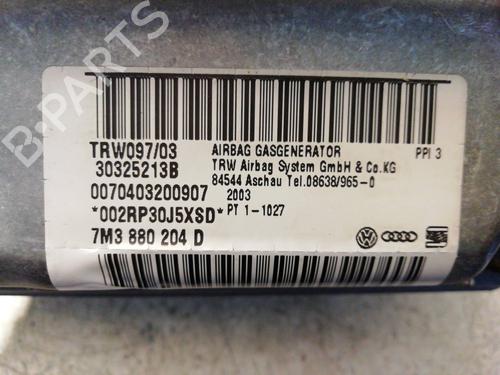 B-PARTS
TRW097/03
30325213B
0070403200907
*002RP30J5XSD*
7M3 880 204 D
AIRBAG GASGENERATOR PPI 3
TRW Airbag System GmbH & Co.KG
84544 Aschau Tel.08638/965-0
2003
PT 1-1027